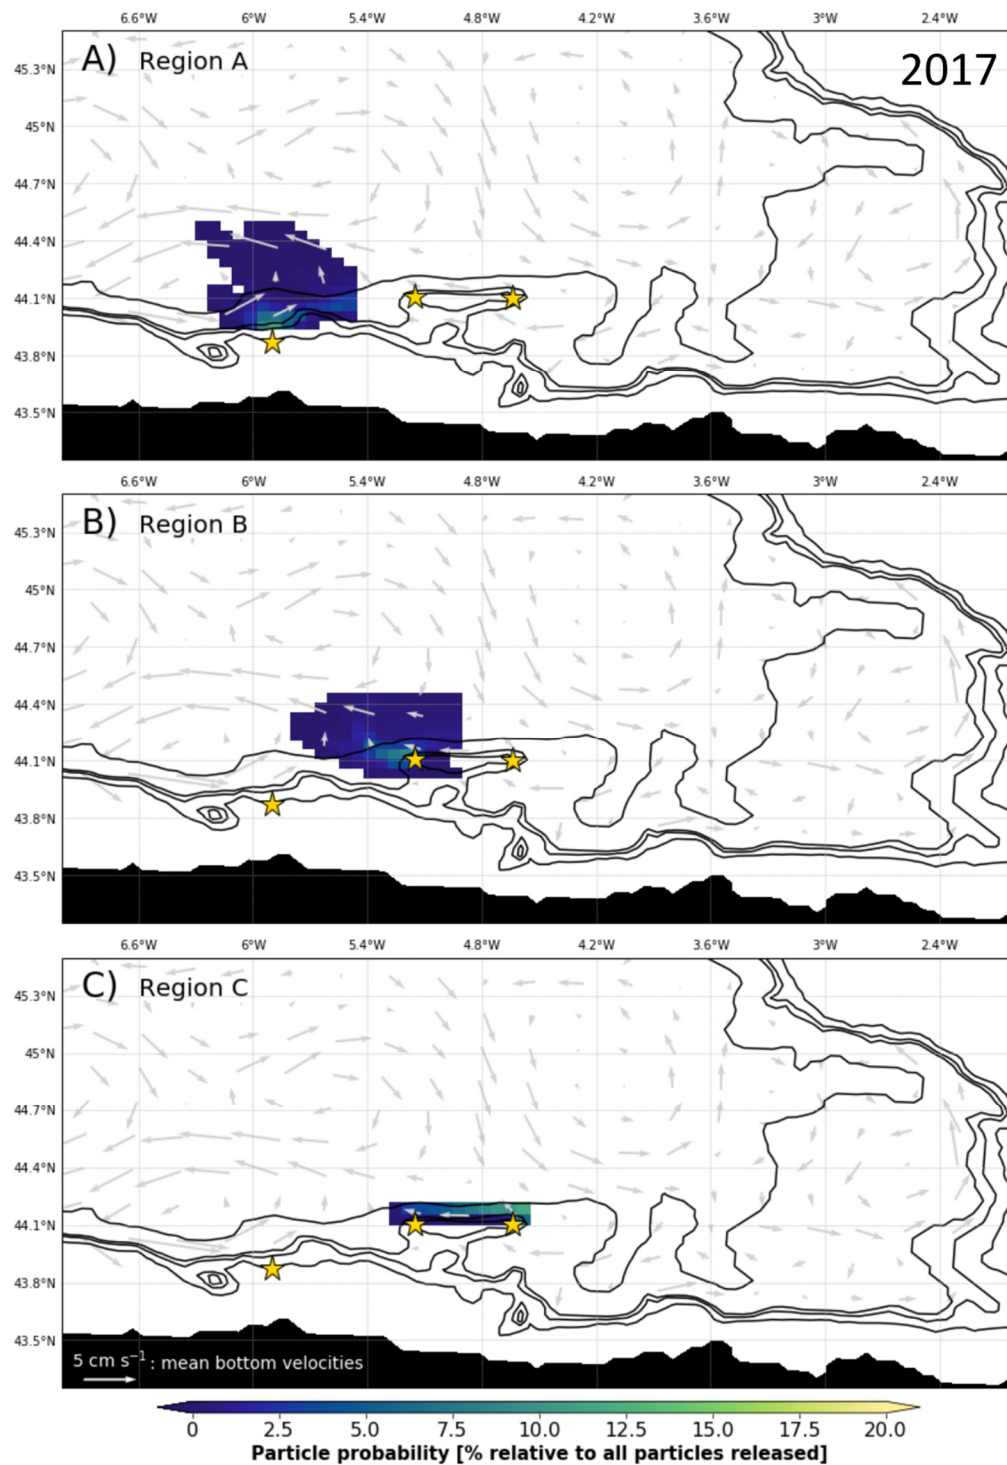 6.6°W 6°W 5.4°W 4.8°W 4.2°W 3.6°W 3°W 2.4°W
A) Region A
2017
45.3°N
45°N
44.7°N
44.4°N
44.1°N
43.8°N
43.5°N
6.6°W 6°W 5.4°W 4.8°W 4.2°W 3.6°W 3°W 2.4°W
B) Region B
45.3°N
45°N
44.7°N
44.4°N
44.1°N
43.8°N
43.5°N
6.6°W 6°W 5.4°W 4.8°W 4.2°W 3.6°W 3°W 2.4°W
C) Region C
45.3°N
45°N
44.7°N
44.4°N
44.1°N
43.8°N
43.5°N
5 cm s⁻¹ : mean bottom velocities
0 2.5 5.0 7.5 10.0 12.5 15.0 17.5 20.0
Particle probability [% relative to all particles released]